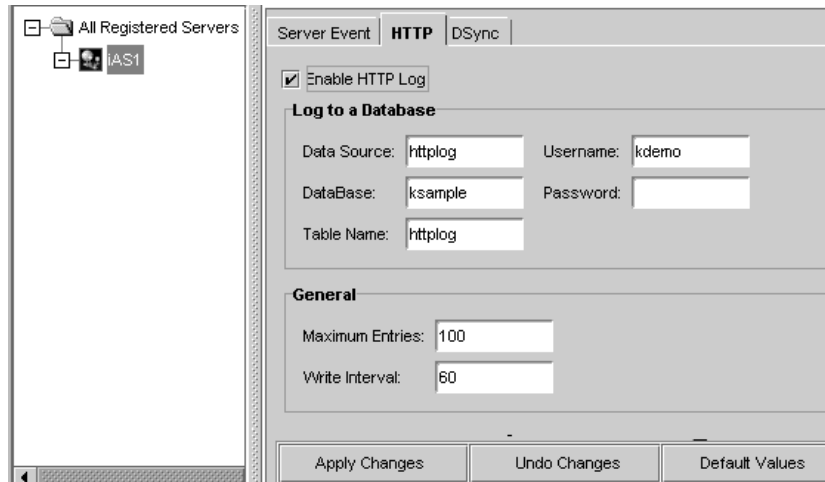 All Registered Servers
iAS1
Server Event HTTP DSync
Enable HTTP Log
Log to a Database
Data Source: httplog Username: kdemo
DataBase: ksample Password:
Table Name: httplog
General
Maximum Entries: 100
Write Interval: 60
Apply Changes Undo Changes Default Values